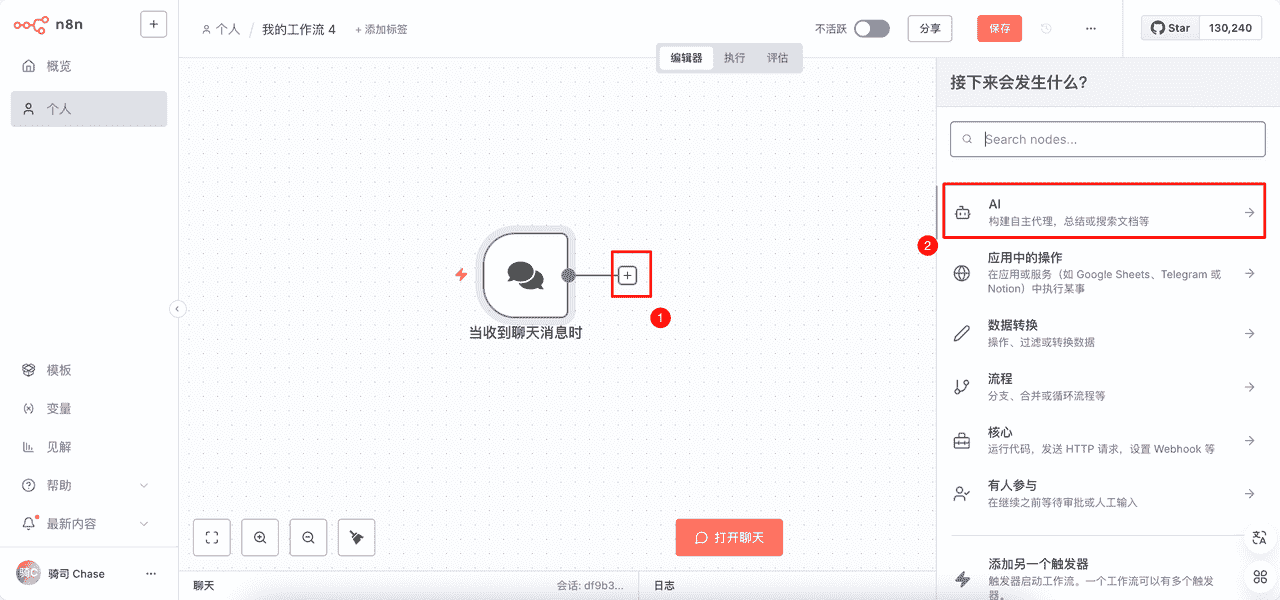 n8n
+
概览
个人
模板
变量
见解
帮助
最新内容
骑C
骑司 Chase
个人 / 我的工作流 4 + 添加标签
不活跃
分享
保存
Star 130,240
编辑器 执行 评估
当收到聊天消息时
1
打开聊天
聊天
会话: df9b3...
日志
接下来会发生什么?
Search nodes...
2
AI
构建自主代理，总结或搜索文档等
应用中的操作
在应用或服务（如 Google Sheets、Telegram 或
Notion）中执行某事
数据转换
操作、过滤或转换数据
流程
分支、合并或循环流程等
核心
运行代码，发送 HTTP 请求，设置 Webhook 等
有人参与
在继续之前等待审批或人工输入
添加另一个触发器
触发器启动工作流。一个工作流可以有多个触发
器。